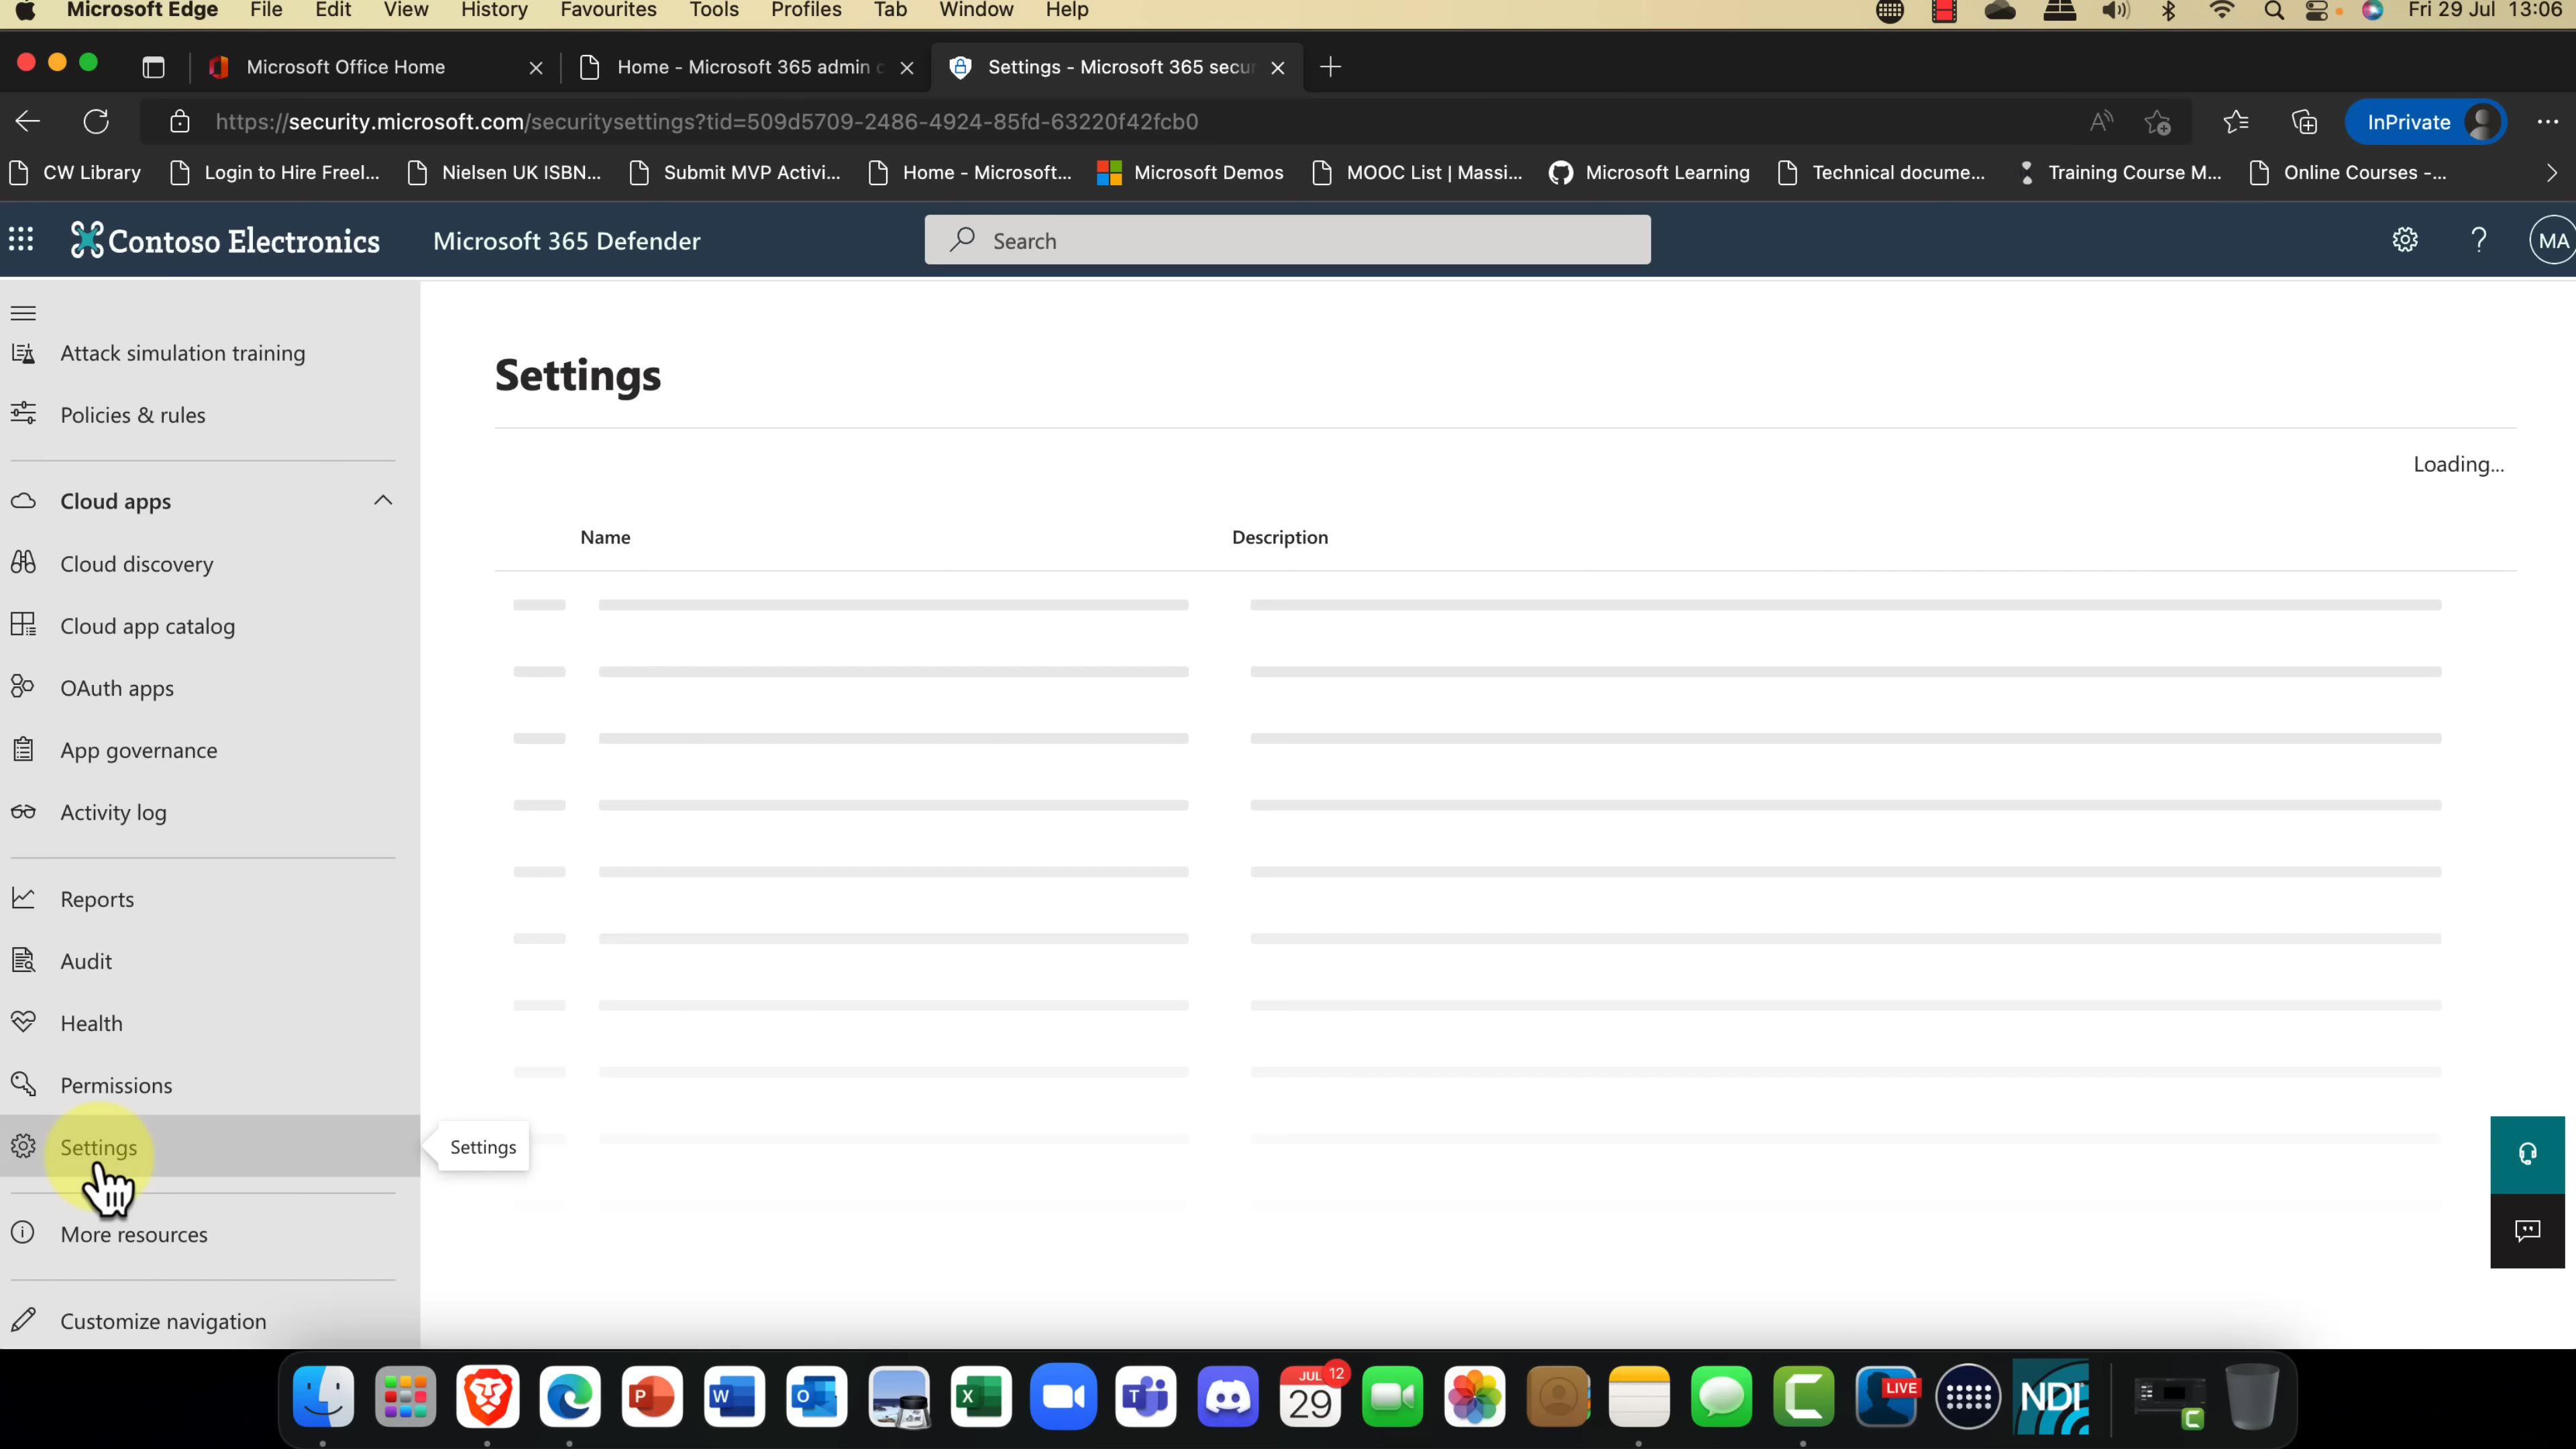 Microsoft Edge File Edit View History Favourites Tools Profiles Tab Window Help Fri 29 Jul 13:06
Microsoft Office Home Home - Microsoft 365 admin c Settings - Microsoft 365 secur
https://security.microsoft.com/securitysettings?tid=509d5709-2486-4924-85fd-63220f42fcb0 InPrivate
CW Library Login to Hire Freel... Nielsen UK ISBN... Submit MVP Activi... Home - Microsoft... Microsoft Demos MOOC List | Massi... Microsoft Learning Technical docume... Training Course M... Online Courses -...
Contoso Electronics Microsoft 365 Defender Search ? MA
Attack simulation training
Policies & rules
Cloud apps
Cloud discovery
Cloud app catalog
OAuth apps
App governance
Activity log
Reports
Audit
Health
Permissions
Settings
More resources
Customize navigation
Settings
Loading...
Name Description
Settings
P W O X T JUL 29 12 C LIVE NDI C